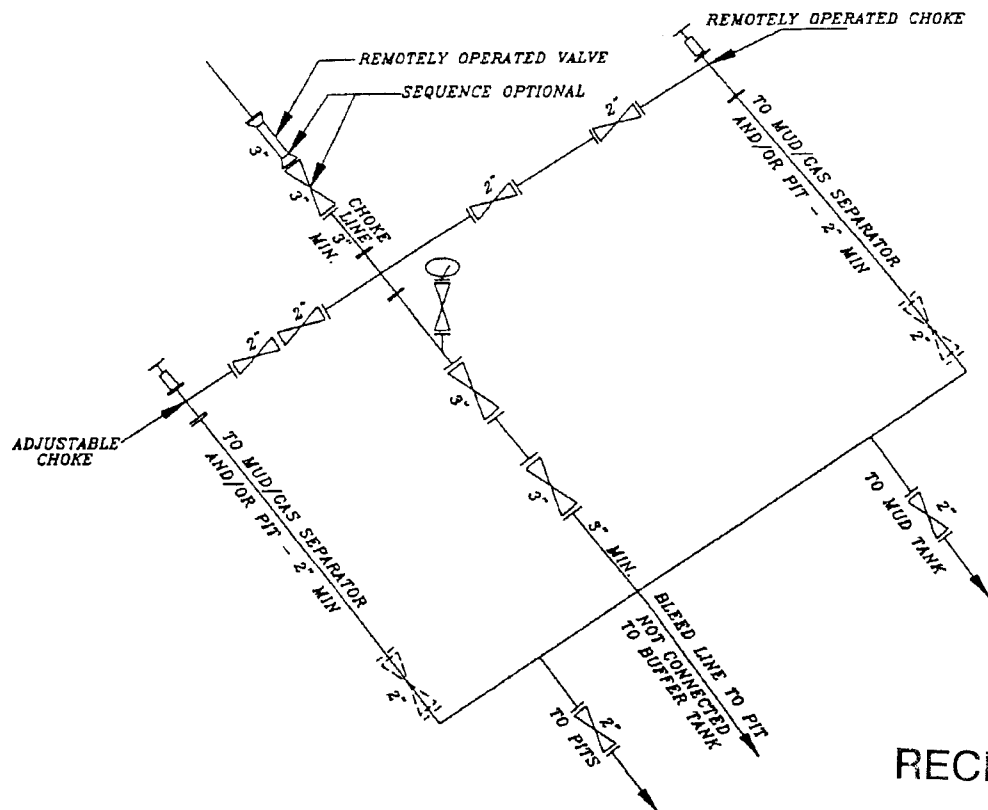 REMOTELY OPERATED CHOKE
REMOTELY OPERATED VALVE
SEQUENCE OPTIONAL
3"
3"
CHOKE
LINE
3"
MIN.
2"
2"
TO MUD/GAS SEPARATOR
AND/OR PIT - 2" MIN
2"
2"
2"
ADJUSTABLE
CHOKE
TO MUD/GAS SEPARATOR
AND/OR PIT - 2" MIN
2"
3"
3"
3" MIN.
BLEED LINE TO PIT
NOT CONNECTED
TO BUFFER TANK
2"
TO MUD TANK
2"
TO PITS